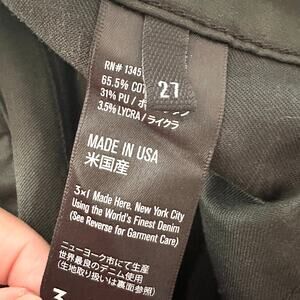 RN# 1345
27
65.5% COT
31% PU / ポ
3.5% LYCRA / ライクラ
MADE IN USA
米国産
3×1 Made Here, New York City
Using the World's Finest Denim
(See Reverse for Garment Care)
ニューヨーク市にて生産
世界最良のデニム使用
(生地取り扱いは裏面参照)
3